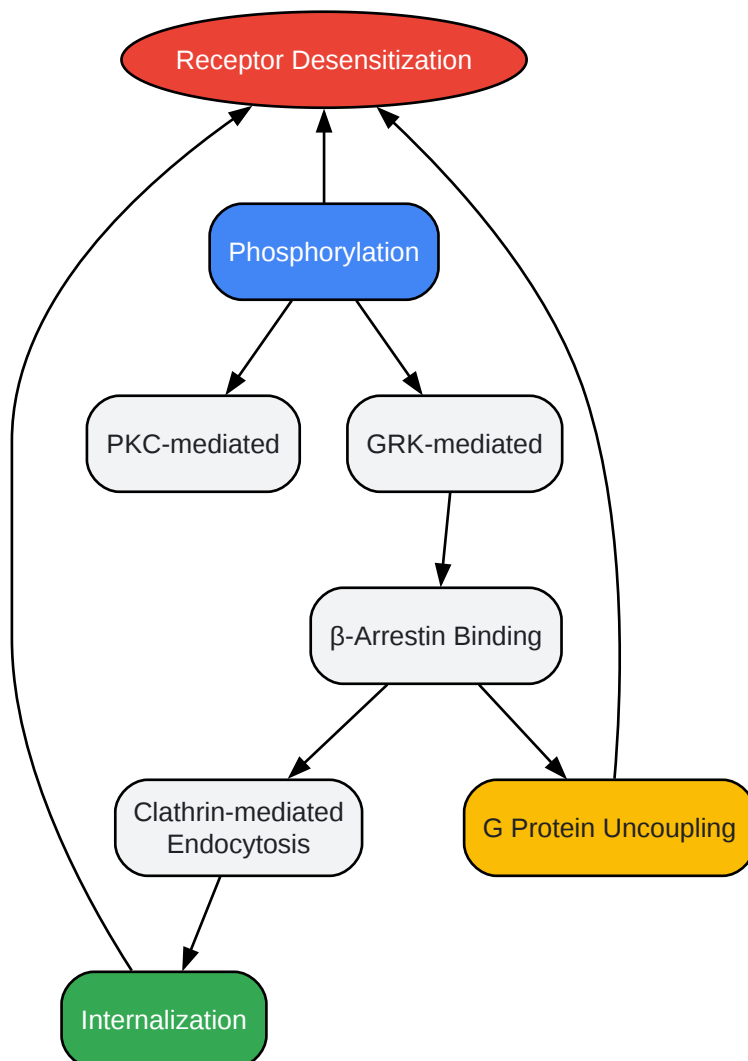 Receptor Desensitization
Phosphorylation
PKC-mediated
GRK-mediated
β-Arrestin Binding
Clathrin-mediated
Endocytosis
G Protein Uncoupling
Internalization